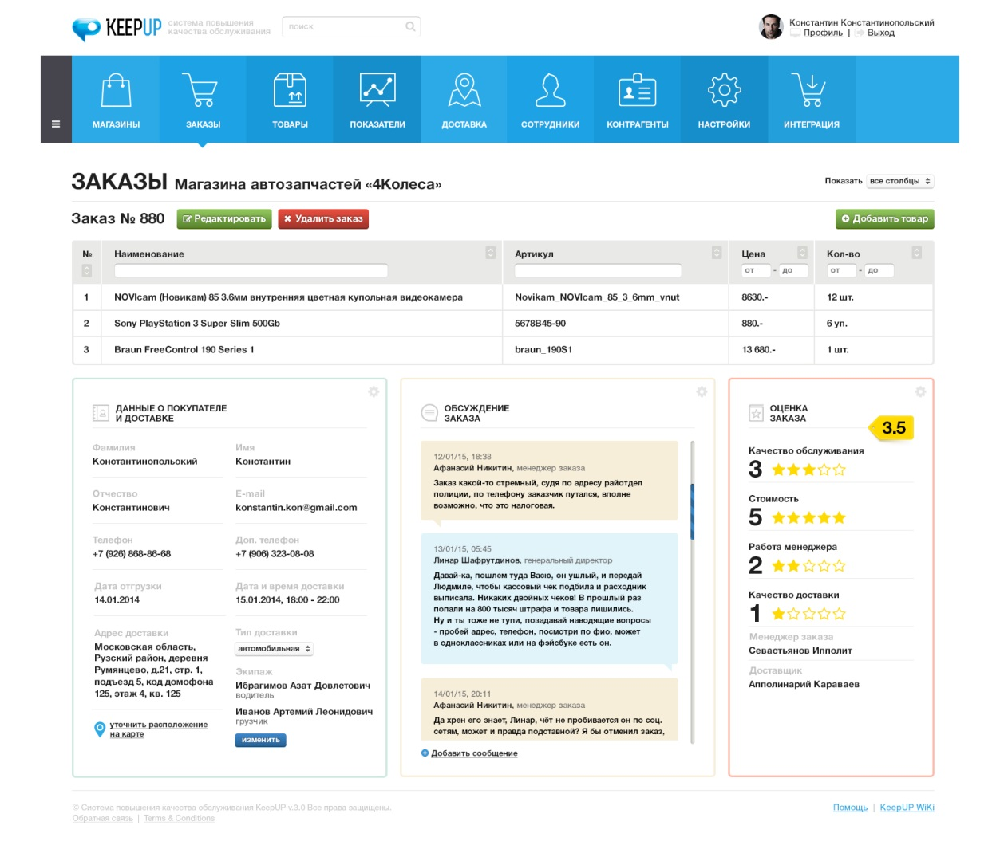 KEEPUP
система повышения
качества обслуживания
поиск
Константин Константинопольский
Профиль | Выход
МАГАЗИНЫ
ЗАКАЗЫ
ТОВАРЫ
ПОКАЗАТЕЛИ
ДОСТАВКА
СОТРУДНИКИ
КОНТРАГЕНТЫ
НАСТРОЙКИ
ИНТЕГРАЦИЯ
ЗАКАЗЫ Магазина автозапчастей «4Колеса»
Показать все столбцы
Заказ № 880
Редактировать
Удалить заказ
Добавить товар
№ Наименование Артикул Цена Кол-во
от - до от - до
1 NOVIcam (Новикам) 85 3.6мм внутренняя цветная купольная видеокамера Novikam_NOVIcam_85_3_6mm_vnut 8630.- 12 шт.
2 Sony PlayStation 3 Super Slim 500Gb 5678B45-90 880.- 6 уп.
3 Braun FreeControl 190 Series 1 braun_190S1 13 680.- 1 шт.
ДАННЫЕ О ПОКУПАТЕЛЕ
И ДОСТАВКЕ
Фамилия Имя
Константинопольский Константин
Отчество E-mail
Константинович konstantin.kon@gmail.com
Телефон Доп. телефон
+7 (926) 868-86-68 +7 (906) 323-08-08
Дата отгрузки Дата и время доставки
14.01.2014 15.01.2014, 18:00 - 22:00
Адрес доставки
Московская область,
Рузский район, деревня
Румянцево, д.21, стр. 1,
подъезд 5, код домофона
125, этаж 4, кв. 125
уточнить расположение
на карте
Тип доставки
автомобильная
Экипаж
Ибрагимов Азат Довлетович
водитель
Иванов Артемий Леонидович
грузчик
изменить
ОБСУЖДЕНИЕ
ЗАКАЗА
12/01/15, 18:38
Афанасий Никитин, менеджер заказа
Заказ какой-то стремный, судя по адресу райотдел
полиции, по телефону заказчик путался, вполне
возможно, что это налоговая.
13/01/15, 05:45
Линар Шафрутдинов, генеральный директор
Давай-ка, пошлем туда Васю, он ушлый, и передай
Людмиле, чтобы кассовый чек подбила и расходник
выписала. Никаких двойных чеков! В прошлый раз
попали на 800 тысяч штрафа и товара лишились.
Ну и ты тоже не тупи, позадавай наводящие вопросы
- пробей адрес, телефон, посмотри по фио, может
в одноклассниках или на фэйсбуке есть он.
14/01/15, 20:11
Афанасий Никитин, менеджер заказа
Да хрен его знает, Линар, чёт не пробивается он по соц.
сетям, может и правда подставной? Я бы отменил заказ,
Добавить сообщение
ОЦЕНКА
ЗАКАЗА
3.5
Качество обслуживания
3
Стоимость
5
Работа менеджера
2
Качество доставки
1
Менеджер заказа
Севастьянов Ипполит
Доставщик
Апполинарий Караваев
© Система повышения качества обслуживания KeepUP v.3.0 Все права защищены.
Обратная связь | Terms & Conditions
Помощь | KeepUP WiKi